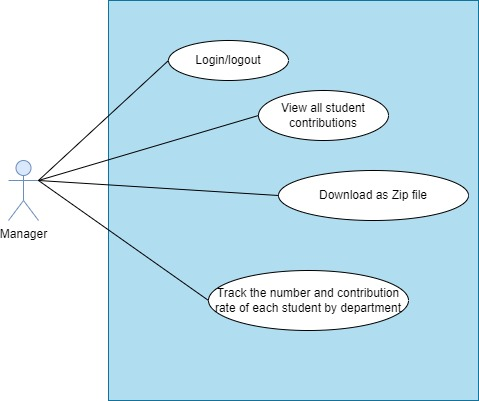 Login/logout
View all student
contributions
Download as Zip file
Manager
Track the number and contribution
rate of each student by department